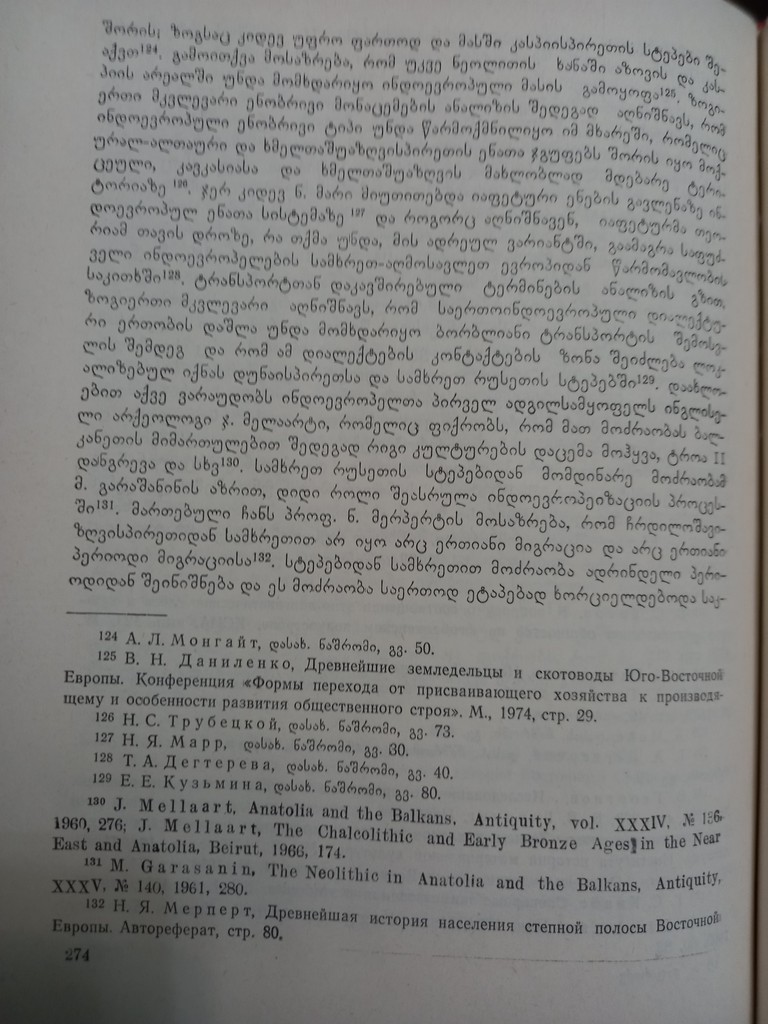 შორის; ზოგსაც კიდევ უფრო ფართოდ და მასში კასპიისპირეთის სტეპები შე-
აქვთ124. გამოითქვა მოსაზრება, რომ უკვე ნეოლითის ხანაში აზოვის და კას-
პიის არეალში უნდა მომხდარიყო ინდოევროპული მასის გამოყოფა125. ზოგი-
ერთი მკვლევარი ენობრივი მონაცემების ანალიზის შედეგად აღნიშნავს, რომ
ინდოევროპული ენობრივი ტიპი უნდა წარმოქმნილიყო იმ მხარეში, რომელიც
ურალ-ალთაური და ხმელთაშუაზღვისპირეთის ენათა ჯგუფებს შორის იყო მოქ-
ცეული, კავკასიასა და ხმელთაშუაზღვის მახლობლად მდებარე ტერი-
ტორიაზე 126. ჯერ კიდევ ნ. მარი მიუთითებდა იაფეტური ენების გავლენაზე ინ-
დოევროპულ ენათა სისტემაზე 127 და როგორც აღნიშნავენ, იაფეტურმა თეო-
რიამ თავის დროზე, რა თქმა უნდა, მის ადრეულ ვარიანტში, გაამაგრა საფუძ-
ველი ინდოევროპელების სამხრეთ-აღმოსავლეთ ევროპიდან წარმომავლობის
საკითხში128. ტრანსპორტთან დაკავშირებული ტერმინების ანალიზის გზით,
ზოგიერთი მკვლევარი აღნიშნავს, რომ საერთოინდოევროპული დიალექტუ-
რი ერთობის დაშლა უნდა მომხდარიყო ბორბლიანი ტრანსპორტის შემოსვ-
ლის შემდეგ და რომ ამ დიალექტების კონტაქტების ზონა შეიძლება ლოკ-
ალიზებულ იქნას დუნაისპირეთსა და სამხრეთ რუსეთის სტეპებში129. დაახლო-
ებით აქვე ვარაუდობს ინდოევროპელთა პირველ ადგილსამყოფელს ინგლისე-
ლი არქეოლოგი ჯ. მელაარტი, რომელიც ფიქრობს, რომ მათ მოძრაობას ბალ-
კანეთის მიმართულებით შედეგად რიგი კულტურების დაცემა მოჰყვა, ტროა II
დანგრევა და სხვ130. სამხრეთ რუსეთის სტეპებიდან მომდინარე მოძრაობამ
მ. გარაშანინის აზრით, დიდი როლი შეასრულა ინდოევროპეიზაციის პროცეს-
ში131. მართებული ჩანს პროფ. ნ. მერპერტის მოსაზრება, რომ ჩრდილოშავი-
ზღვისპირეთიდან სამხრეთით არ იყო არც ერთიანი მიგრაცია და არც ერთიანი
პერიოდი მიგრაციისა132. სტეპებიდან სამხრეთით მოძრაობა ადრინდელი პერი-
ოდიდან შეინიშნება და ეს მოძრაობა საერთოდ ეტაპებად ხორციელდებოდა საკ-
124 А. Л. Монгайт, დასახ. ნაშრომი, გვ. 50.
125 В. Н. Даниленко, Древнейшие земледельцы и скотоводы Юго-Восточной
Европы. Конференция «Формы перехода от присваивающего хозяйства к производя-
щему и особенности развития общественного строя». М., 1974, стр. 29.
126 Н. С. Трубецкой, დასახ. ნაშრომი, გვ. 73.
127 Н. Я. Марр, დასახ. ნაშრომი, გვ. 30.
128 Т. А. Дегтерева, დასახ. ნაშრომი, გვ. 40.
129 Е. Е. Кузьмина, დასახ. ნაშრომი, გვ. 80.
130 J. Mellaart, Anatolia and the Balkans, Antiquity, vol. XXXIV, №
1960, 276; J. Mellaart, The Chalcolithic and Early Bronze Ages in the Near
East and Anatolia, Beirut, 1966, 174.
131 M. Garasanin, The Neolithic in Anatolia and the Balkans, Antiquity,
XXXV, № 140, 1961, 280.
132 Н. Я. Мерперт, Древнейшая история населения степной полосы Восточной
Европы. Автореферат, стр. 80.
274